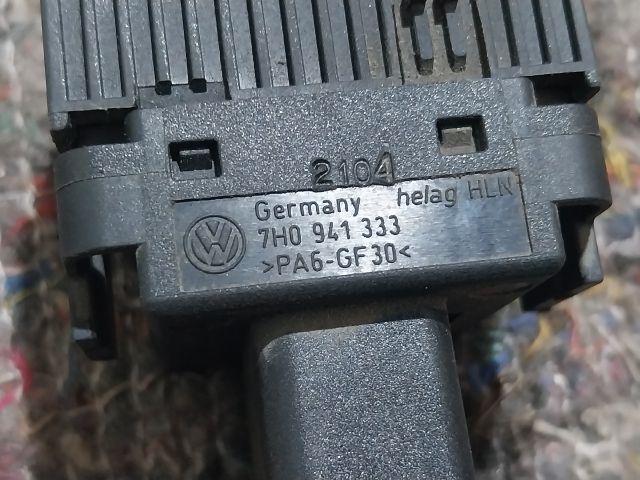 2104
Germany helag HLN
7H0 941 333
>PA6-GF30<